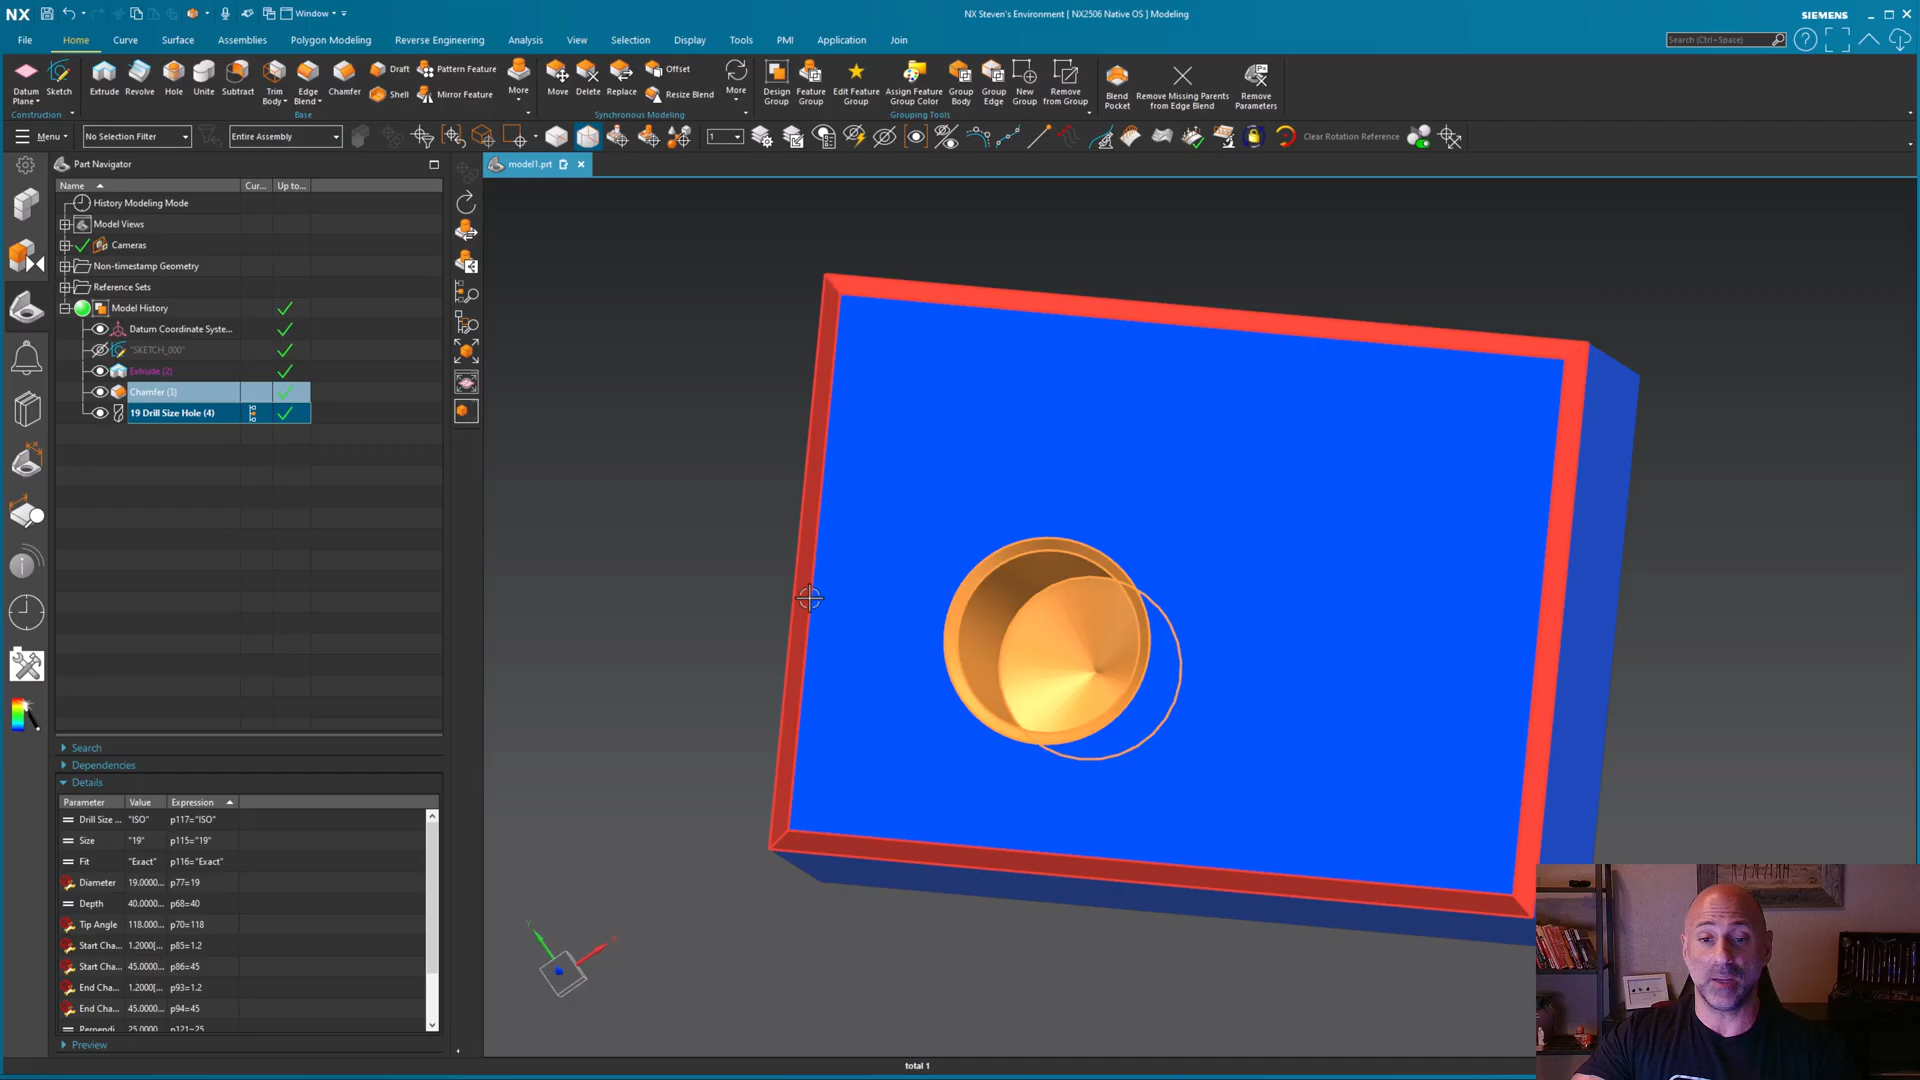 NX
Window
NX Steven's Environment [ NX2506 Native OS ] Modeling
SIEMENS
File Home Curve Surface Assemblies Polygon Modeling Reverse Engineering Analysis View Selection Display Tools PMI Application Join
Search (Ctrl+Space)
Datum Plane Sketch Extrude Revolve Hole Unite Subtract Trim Body Edge Blend Chamfer Draft Shell Pattern Feature Mirror Feature More Move Delete Replace Offset Resize Blend More Design Group Feature Group Edit Feature Group Assign Feature Group Color Group Body Group Edge New Group Remove from Group Blend Pocket Remove Missing Parents from Edge Blend Remove Parameters
Construction Base Synchronous Modeling Grouping Tools
Menu No Selection Filter Entire Assembly 1 Clear Rotation Reference
Part Navigator
model1.prt
Name Cur... Up to...
History Modeling Mode
Model Views
Cameras
Non-timestamp Geometry
Reference Sets
Model History
Datum Coordinate Syste...
"SKETCH_000"
Extrude (2)
Chamfer (3)
19 Drill Size Hole (4)
Search
Dependencies
Details
Parameter Value Expression
Drill Size ... "ISO" p117="ISO"
Size "19" p115="19"
Fit "Exact" p116="Exact"
Diameter 19.0000... p77=19
Depth 40.0000... p68=40
Tip Angle 118.000... p70=118
Start Cha... 1.2000[... p85=1.2
Start Cha... 45.0000... p86=45
End Cha... 1.2000[... p93=1.2
End Cha... 45.0000... p94=45
Perpendi... 25.0000... p121=25
Preview
Y
X
total 1